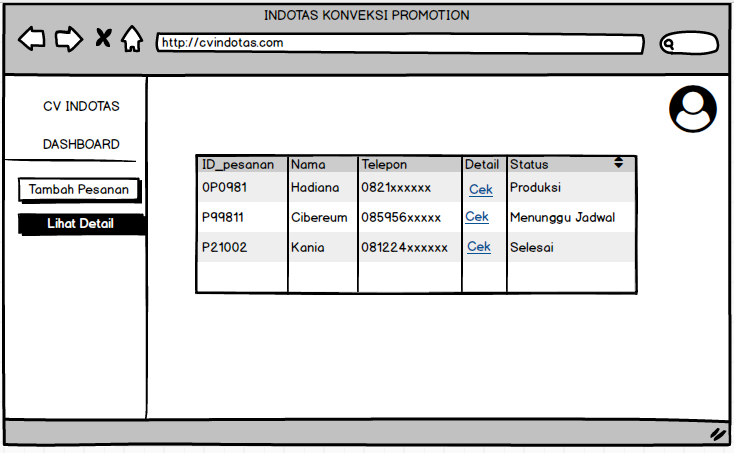 INDOTAS KONVEKSI PROMOTION
http://cvindotas.com
CV INDOTAS
DASHBOARD
Tambah Pesanan
Lihat Detail
ID_pesanan Nama Telepon Detail Status
OP0981 Hadiana 0821xxxxxx Cek Produksi
P99811 Cibereum 085956xxxxx Cek Menunggu Jadwal
P21002 Kania 081224xxxxxx Cek Selesai